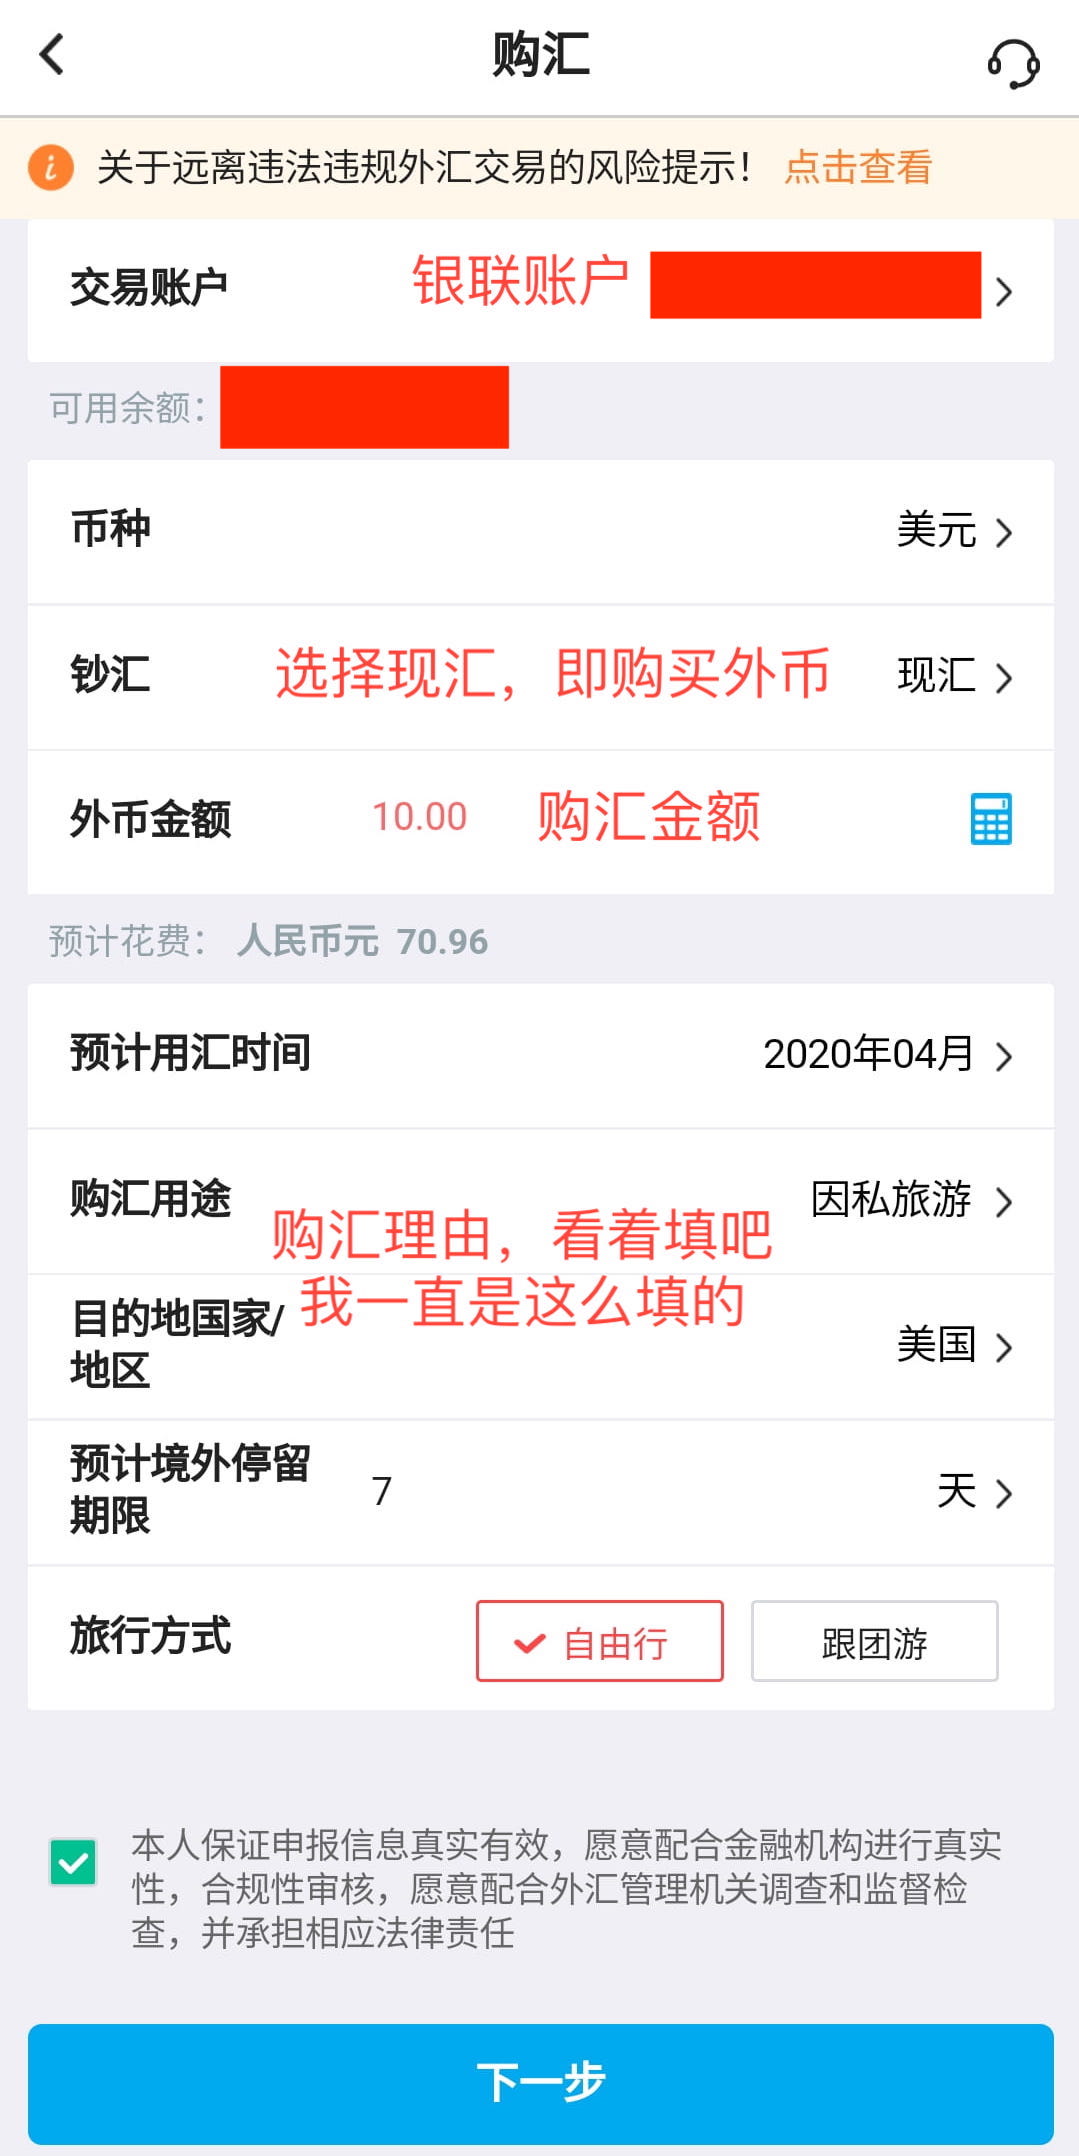 购汇
关于远离违法违规外汇交易的风险提示！ 点击查看
交易账户 银联账户
可用余额：
币种 美元
钞汇 选择现汇，即购买外币 现汇
外币金额 10.00 购汇金额
预计花费： 人民币元 70.96
预计用汇时间 2020年04月
购汇用途 因私旅游
购汇理由，看着填吧
我一直是这么填的
目的地国家/
地区 美国
预计境外停留
期限 7 天
旅行方式 自由行 跟团游
本人保证申报信息真实有效，愿意配合金融机构进行真实
性，合规性审核，愿意配合外汇管理机关调查和监督检
查，并承担相应法律责任
下一步